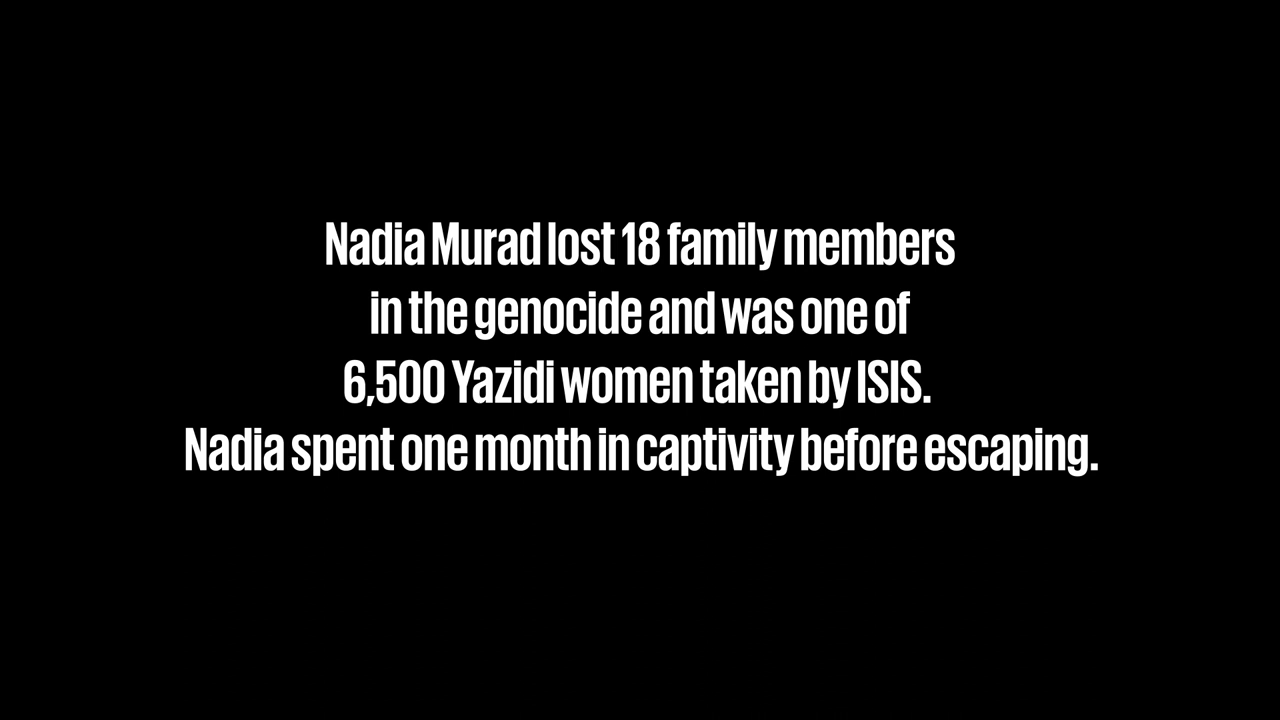 Nadia Murad lost 18 family members
in the genocide and was one of
6,500 Yazidi women taken by ISIS.
Nadia spent one month in captivity before escaping.